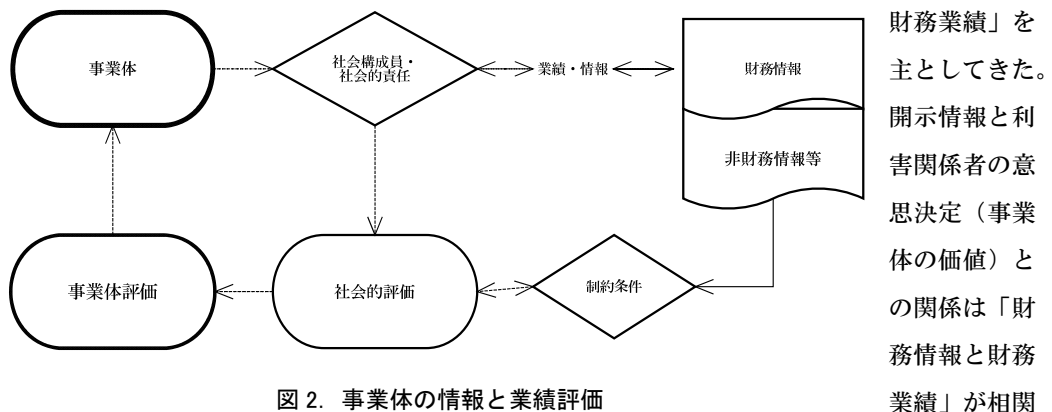 事業体
社会構成員・
社会的責任
業績・情報
財務情報
非財務情報等
事業体評価
社会的評価
制約条件
図 2. 事業体の情報と業績評価
財務業績」を
主としてきた。
開示情報と利
害関係者の意
思決定（事業
体の価値）と
の関係は「財
務情報と財務
業績」が相関